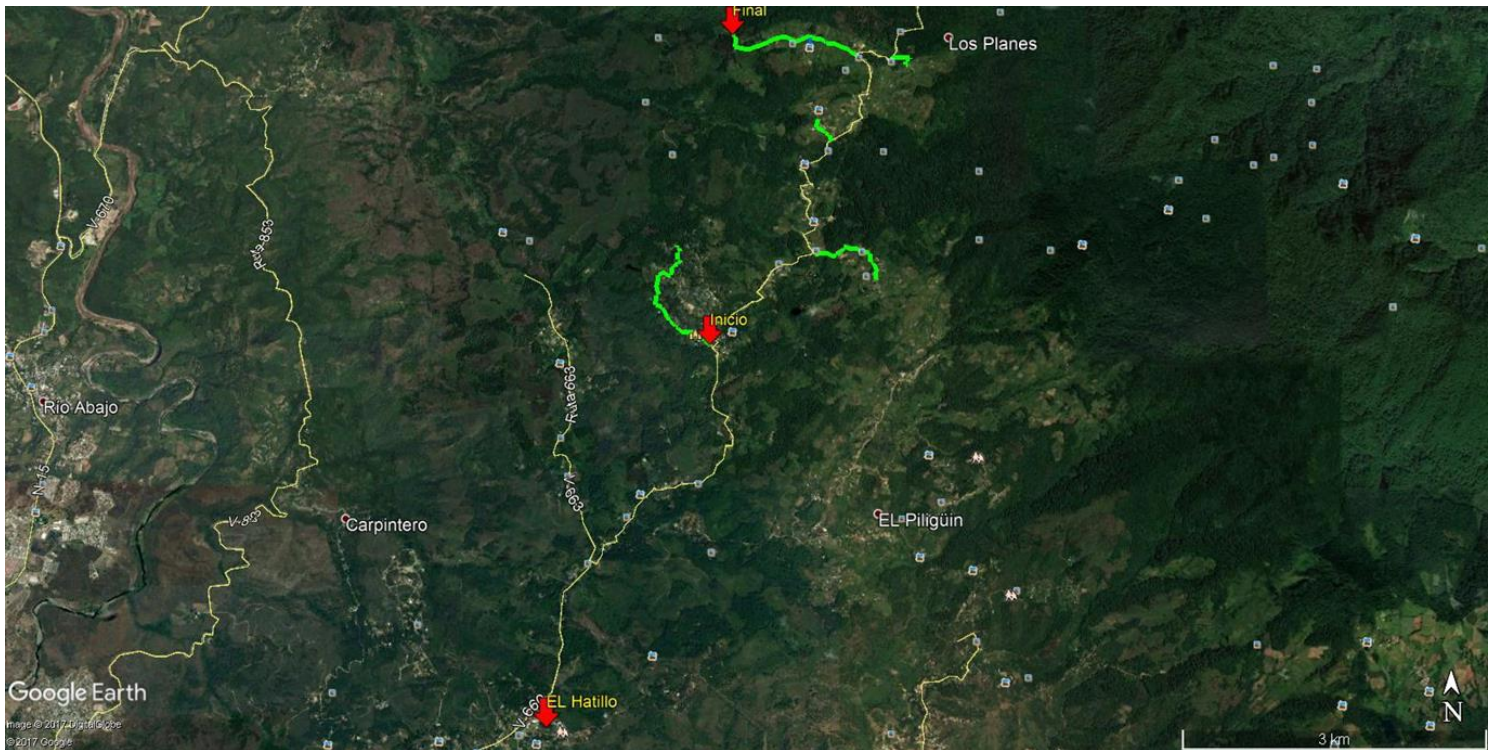 Final
Los Planes
V-670
Ruta-853
Inicio
Río Abajo
Ruta-663
N-15
V-663
V-853
Carpintero
EL Piligüin
Google Earth
EL Hatillo
V-663
N
Image © 2017 DigitalGlobe
© 2017 Google
3 km